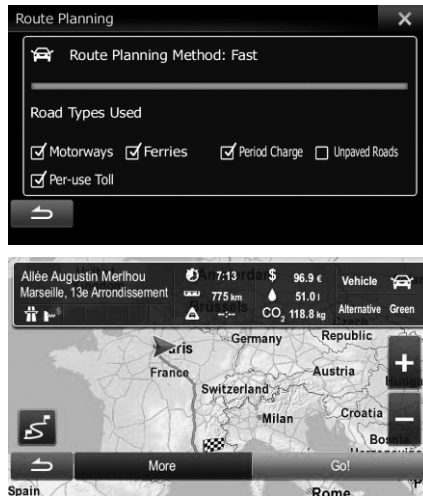 Route Planning
Route Planning Method: Fast
Road Types Used
Motorways Ferries Period Charge Unpaved Roads
Per-use Toll
Allée Augustin Merlhou 7:13 $ 96.9 € Vehicle
Marseille, 13e Arrondissement 775 km 51.0 l
--:-- CO2 118.8 kg Alternative Green
Germany Republic
France Austria
Switzerland
Milan Croatia
More Go!
Spain Rome